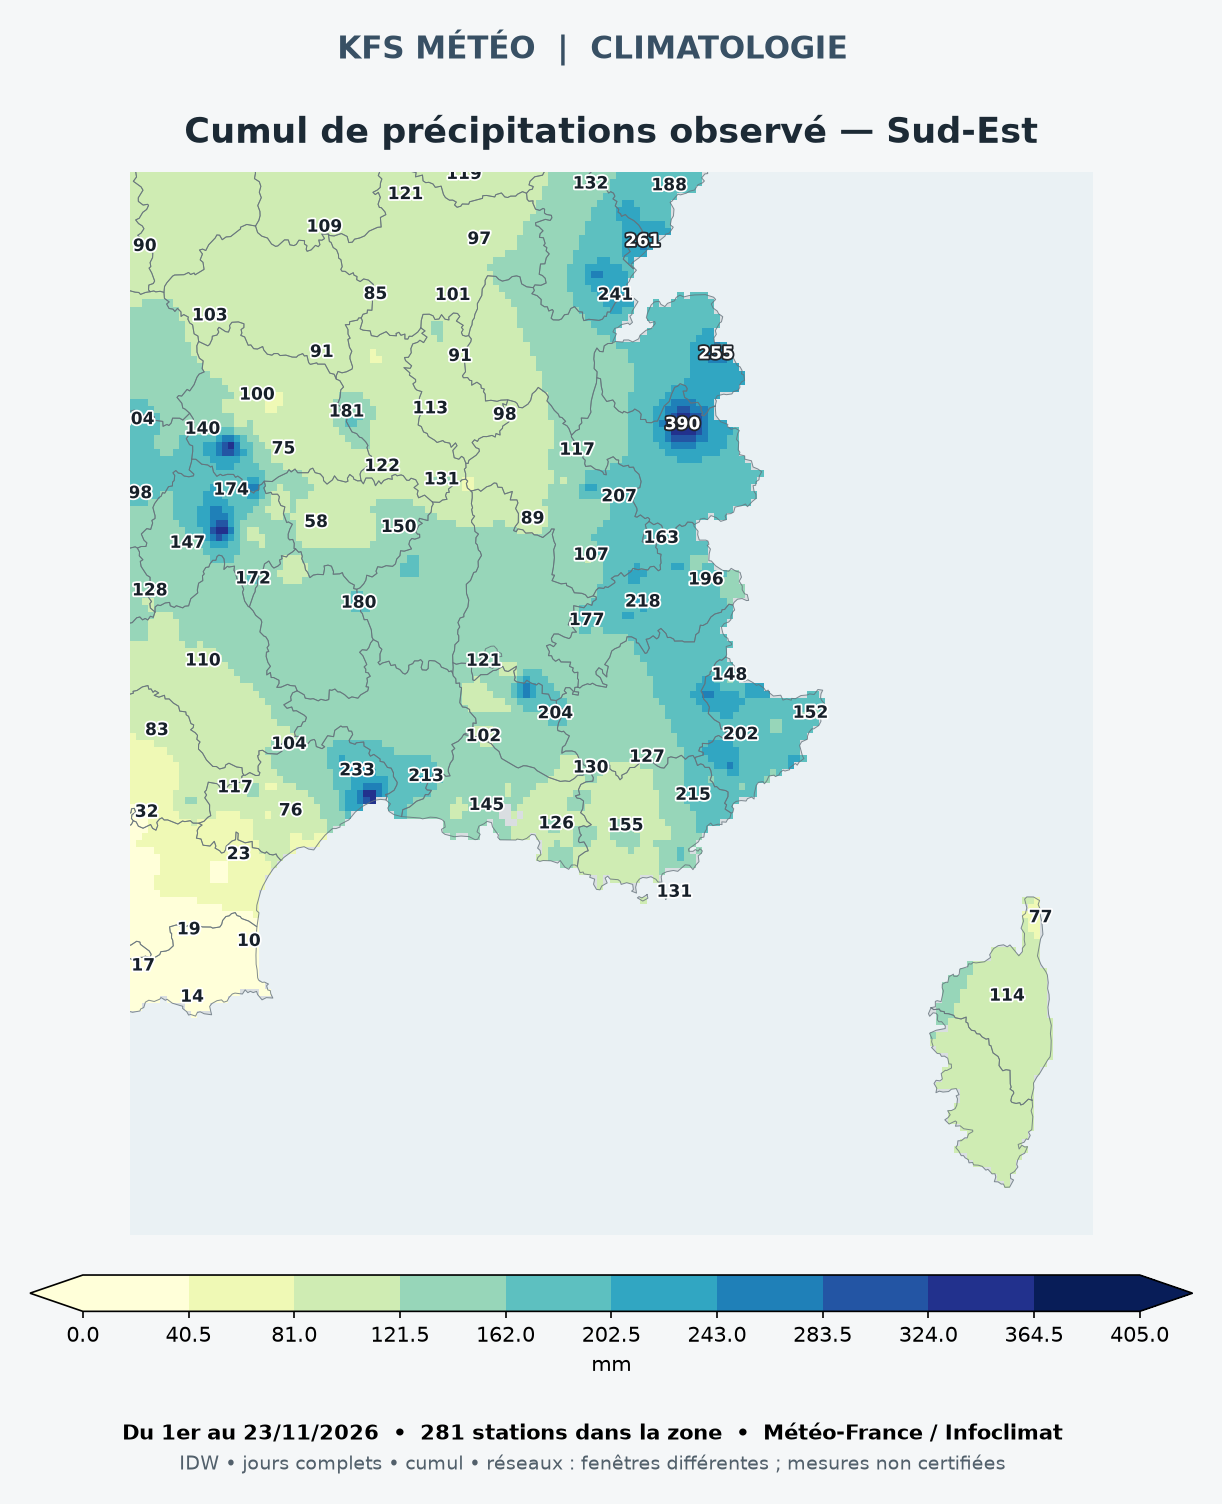 KFS MÉTÉO | CLIMATOLOGIE
Cumul de précipitations observé — Sud-Est
119
132 188
121
109
97 261
90
85 101 241
103
91 91 255
100
181 113 98
04 140 390
75 117
122
131
98 174 207
58 150 89
147 163
107
172 196
128
180 218
177
110 121
148
204 152
83
104 102 202
127
130
233 213
117 215
32 76 145
126 155
23
131
77
19
10
17
14 114
0.0 40.5 81.0 121.5 162.0 202.5 243.0 283.5 324.0 364.5 405.0
mm
Du 1er au 23/11/2026 • 281 stations dans la zone • Météo-France / Infoclimat
IDW • jours complets • cumul • réseaux : fenêtres différentes ; mesures non certifiées